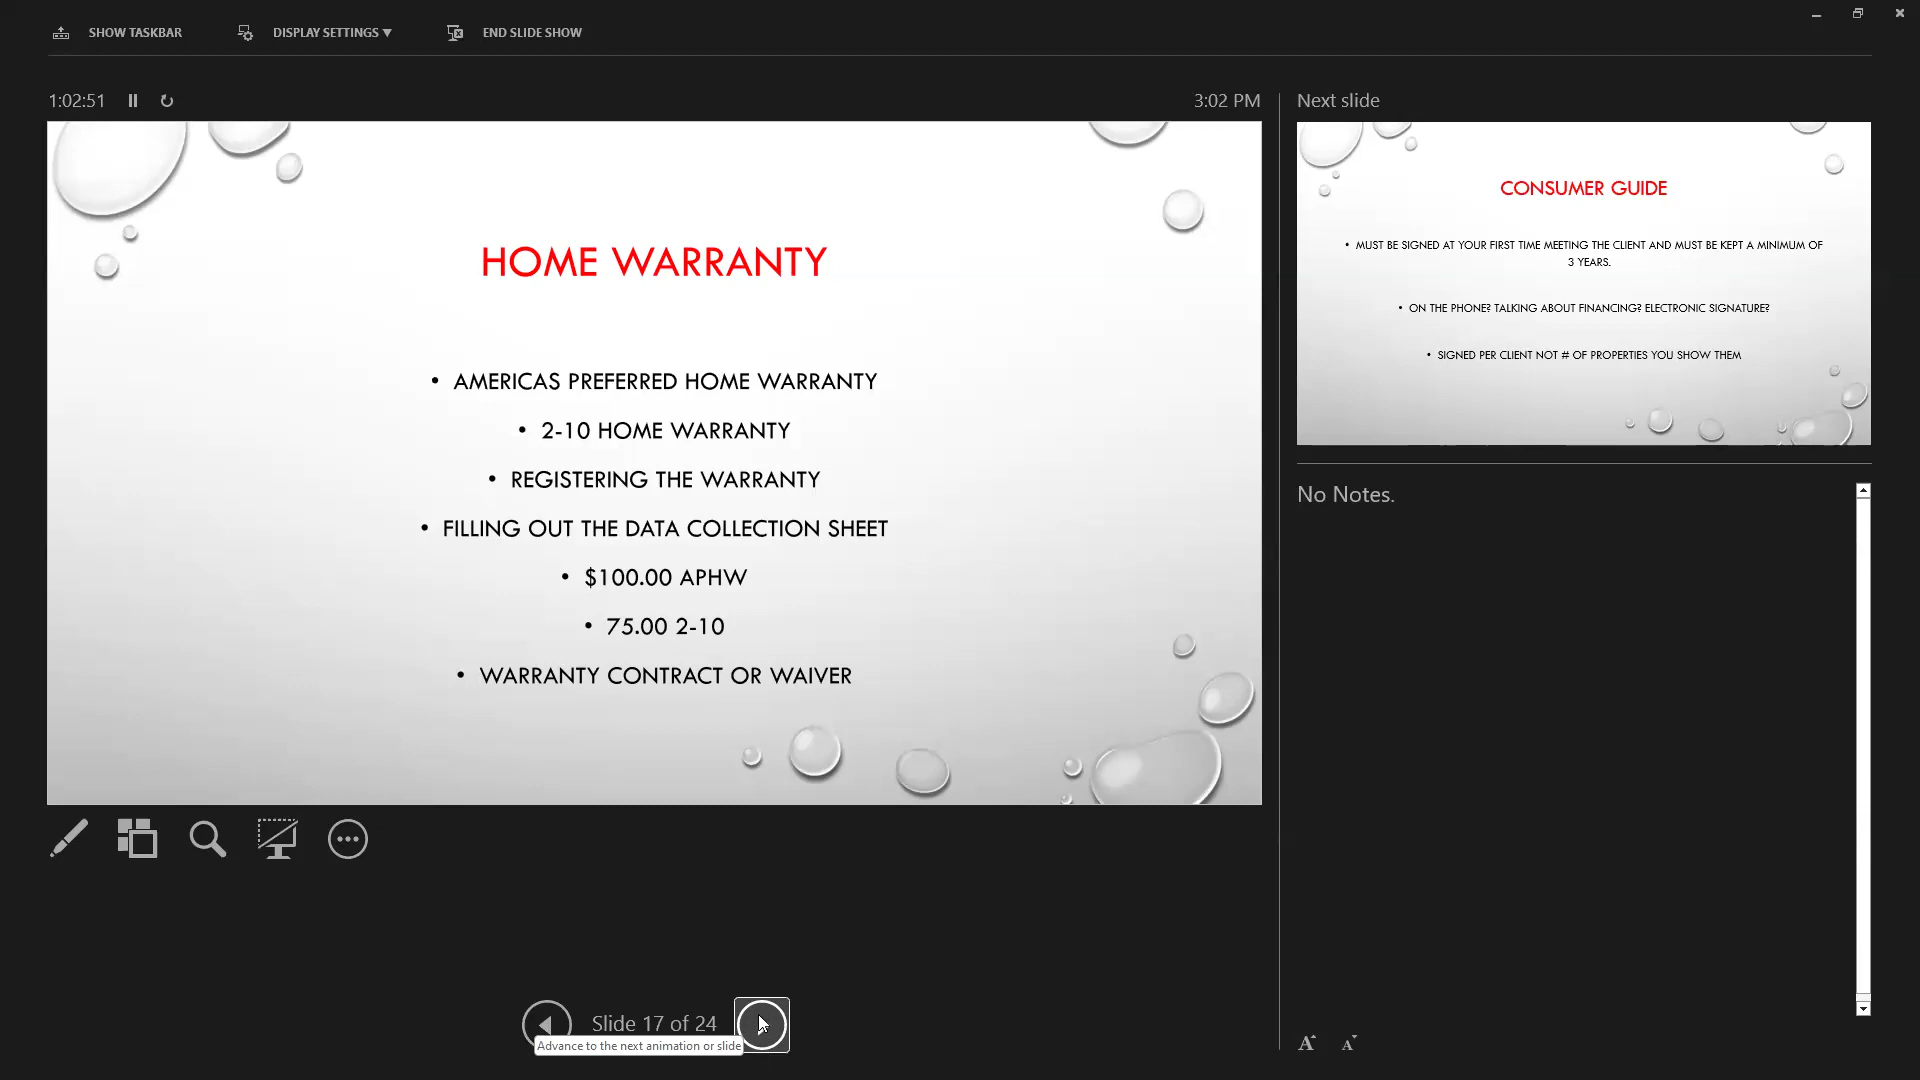 SHOW TASKBAR
DISPLAY SETTINGS ▼
END SLIDE SHOW
1:02:51
3:02 PM
HOME WARRANTY
• AMERICAS PREFERRED HOME WARRANTY
• 2-10 HOME WARRANTY
• REGISTERING THE WARRANTY
• FILLING OUT THE DATA COLLECTION SHEET
• $100.00 APHW
• 75.00 2-10
• WARRANTY CONTRACT OR WAIVER
Slide 17 of 24
Advance to the next animation or slide
Next slide
CONSUMER GUIDE
• MUST BE SIGNED AT YOUR FIRST TIME MEETING THE CLIENT AND MUST BE KEPT A MINIMUM OF
3 YEARS.
• ON THE PHONE? TALKING ABOUT FINANCING? ELECTRONIC SIGNATURE?
• SIGNED PER CLIENT NOT # OF PROPERTIES YOU SHOW THEM
No Notes.
A A